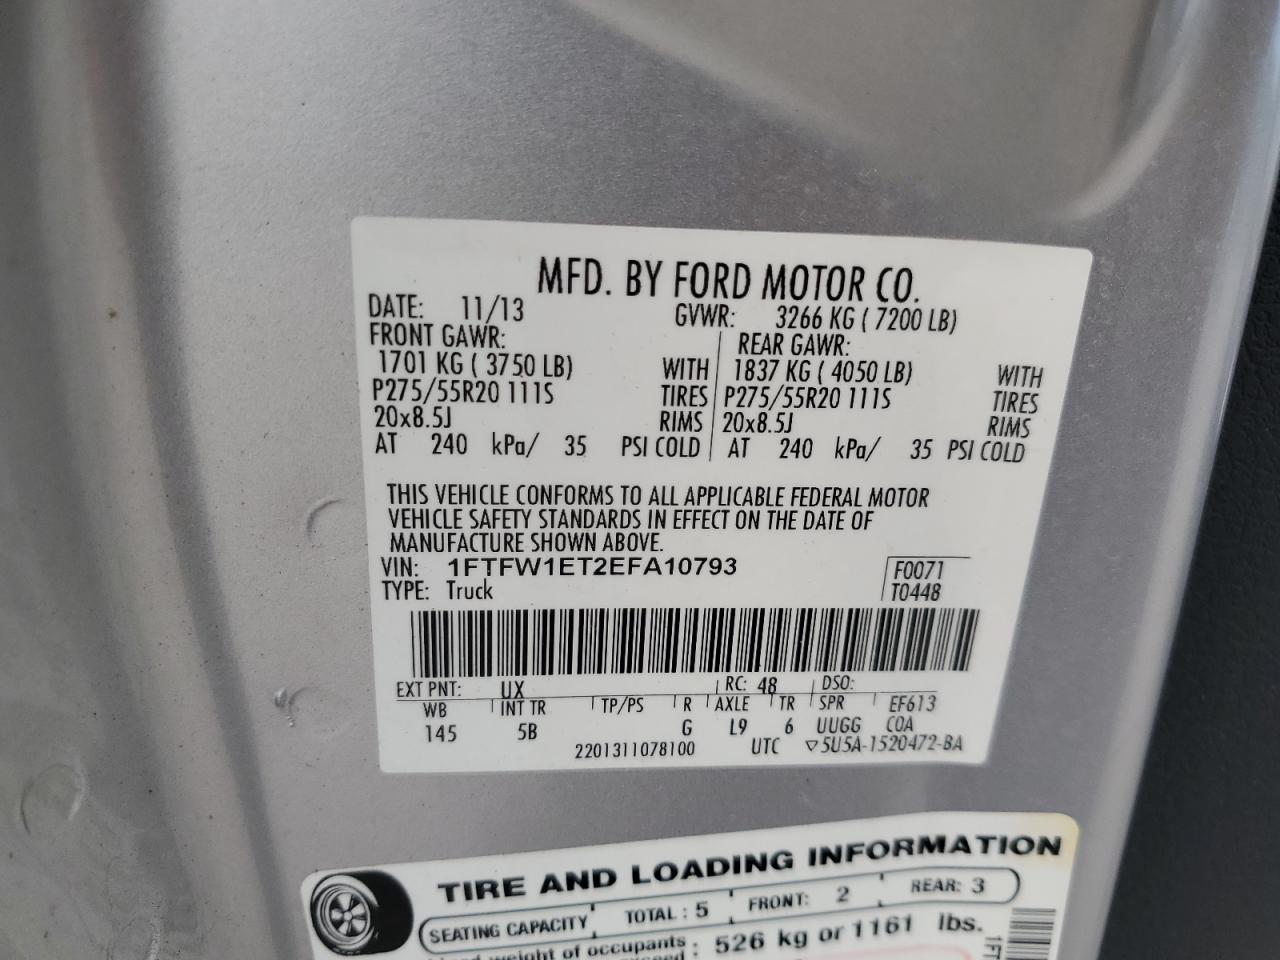 MFD. BY FORD MOTOR CO.
DATE: 11/13 GVWR: 3266 KG ( 7200 LB)
FRONT GAWR: REAR GAWR:
1701 KG ( 3750 LB) WITH 1837 KG ( 4050 LB) WITH
P275/55R20 111S TIRES P275/55R20 111S TIRES
20x8.5J RIMS 20x8.5J RIMS
AT 240 kPa/ 35 PSI COLD AT 240 kPa/ 35 PSI COLD
THIS VEHICLE CONFORMS TO ALL APPLICABLE FEDERAL MOTOR
VEHICLE SAFETY STANDARDS IN EFFECT ON THE DATE OF
MANUFACTURE SHOWN ABOVE.
VIN: 1FTFW1ET2EFA10793 F0071
TYPE: Truck T0448
EXT PNT: UX RC: 48 DSO:
WB INT TR TP/PS R AXLE TR SPR EF613
145 5B G L9 6 UUGG COA
2201311078100 UTC ▽5U5A-1520472-BA
TIRE AND LOADING INFORMATION
SEATING CAPACITY TOTAL : 5 FRONT: 2 REAR: 3
weight of occupants : 526 kg or 1161 lbs.
1FT